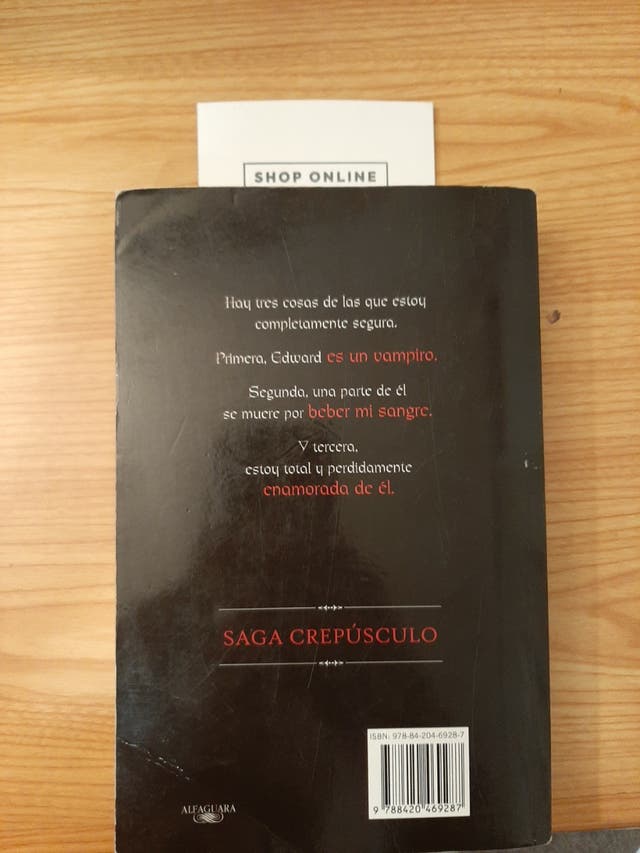 SHOP ONLINE
Hay tres cosas de las que estoy
completamente segura.
Primera, Edward es un vampiro.
Segunda, una parte de él
se muere por beber mi sangre.
Y tercera,
estoy total y perdidamente
enamorada de él.
SAGA CREPÚSCULO
ISBN: 978-84-204-6928-7
9 788420 469287
ALFAGUARA